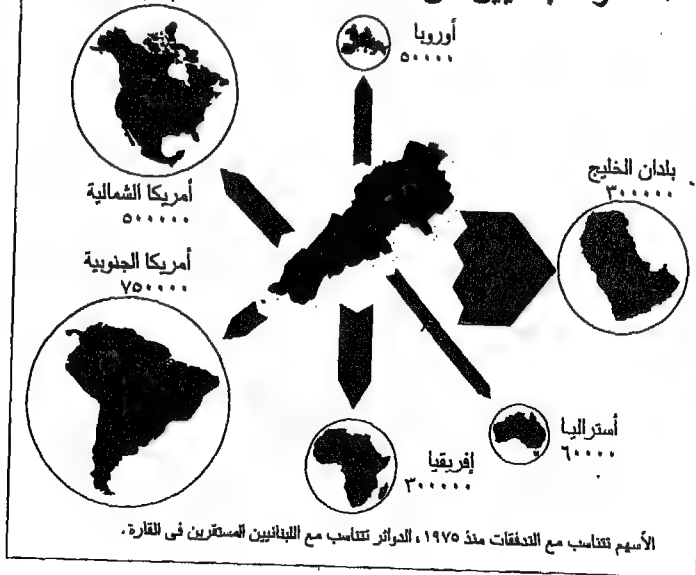 أوروبا
٥٠٠٠٠
بلدان الخليج
٣٠٠٠٠٠
أمريكا الشمالية
٥٠٠٠٠٠
أمريكا الجنوبية
٧٥٠٠٠٠
أستراليا
٦٠٠٠٠
إفريقيا
٣٠٠٠٠٠
الأسهم تتناسب مع التدفقات منذ ١٩٧٥، الدوائر تتناسب مع اللبنانيين المستقرين فى القارة.